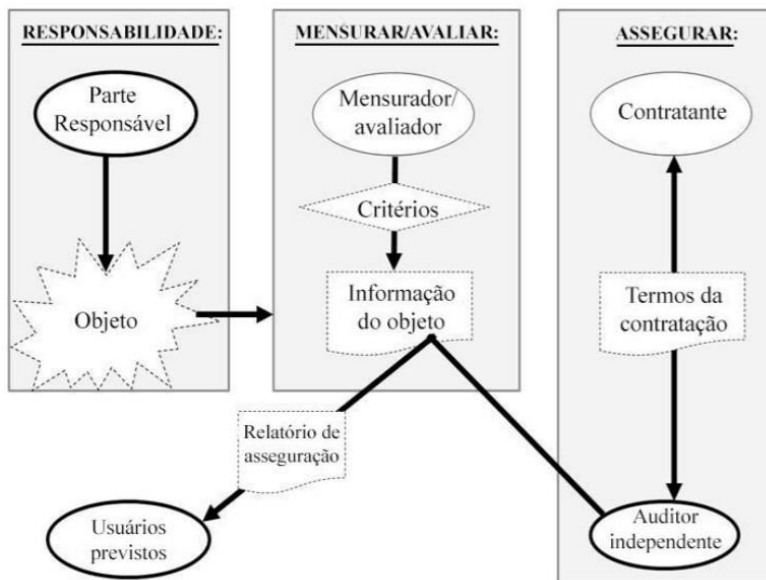 RESPONSABILIDADE:
Parte
Responsável
Objeto
MENSURAR/AVALIAR:
Mensurador/
avaliador
Critérios
Informação
do objeto
ASSEGURAR:
Contratante
Termos da
contratação
Auditor
independente
Relatório de
asseguração
Usuários
previstos